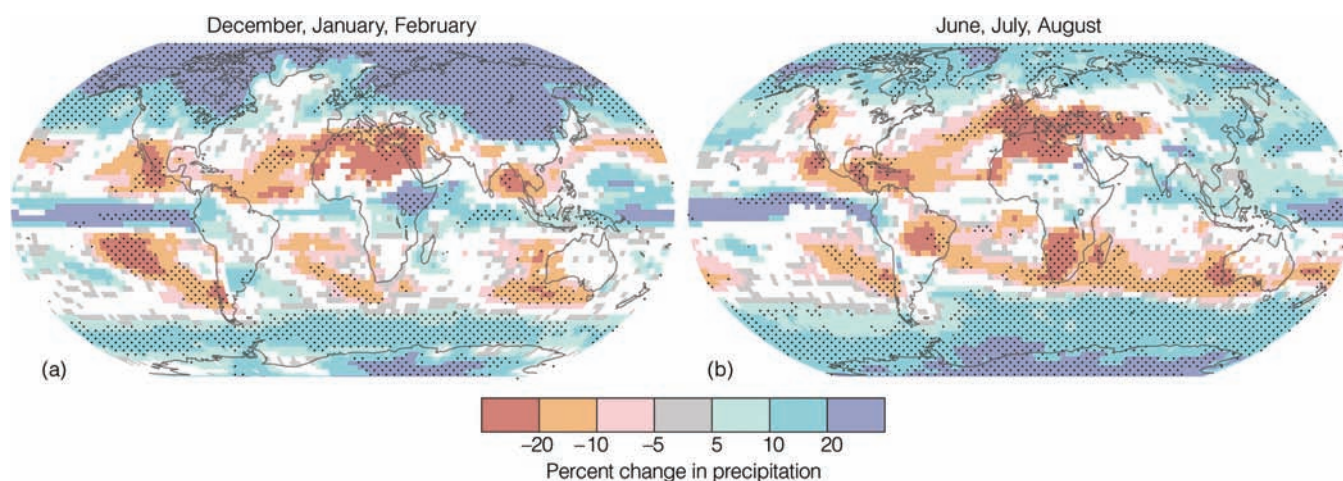 December, January, February
June, July, August
(a)
(b)
−20 −10 −5 5 10 20
Percent change in precipitation